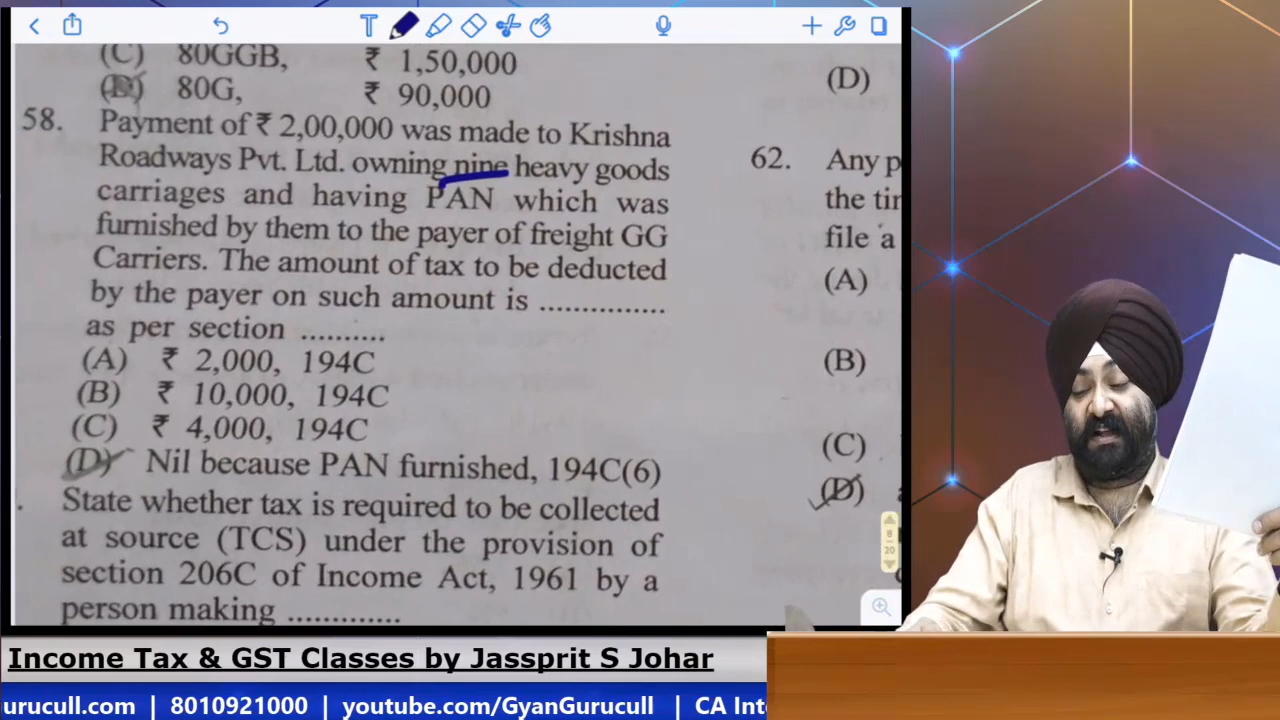 (C) 80GGB, ₹ 1,50,000
(D) 80G, ₹ 90,000
58. Payment of ₹ 2,00,000 was made to Krishna
Roadways Pvt. Ltd. owning nine heavy goods
carriages and having PAN which was
furnished by them to the payer of freight GG
Carriers. The amount of tax to be deducted
by the payer on such amount is ...............
as per section ..........
(A) ₹ 2,000, 194C
(B) ₹ 10,000, 194C
(C) ₹ 4,000, 194C
(D) Nil because PAN furnished, 194C(6)
. State whether tax is required to be collected
at source (TCS) under the provision of
section 206C of Income Act, 1961 by a
person making .............
(D)
62. Any p
the tir
file a
(A)
(B)
(C)
(D)
8
20
Income Tax & GST Classes by Jassprit S Johar
urucull.com | 8010921000 | youtube.com/GyanGurucull | CA Int